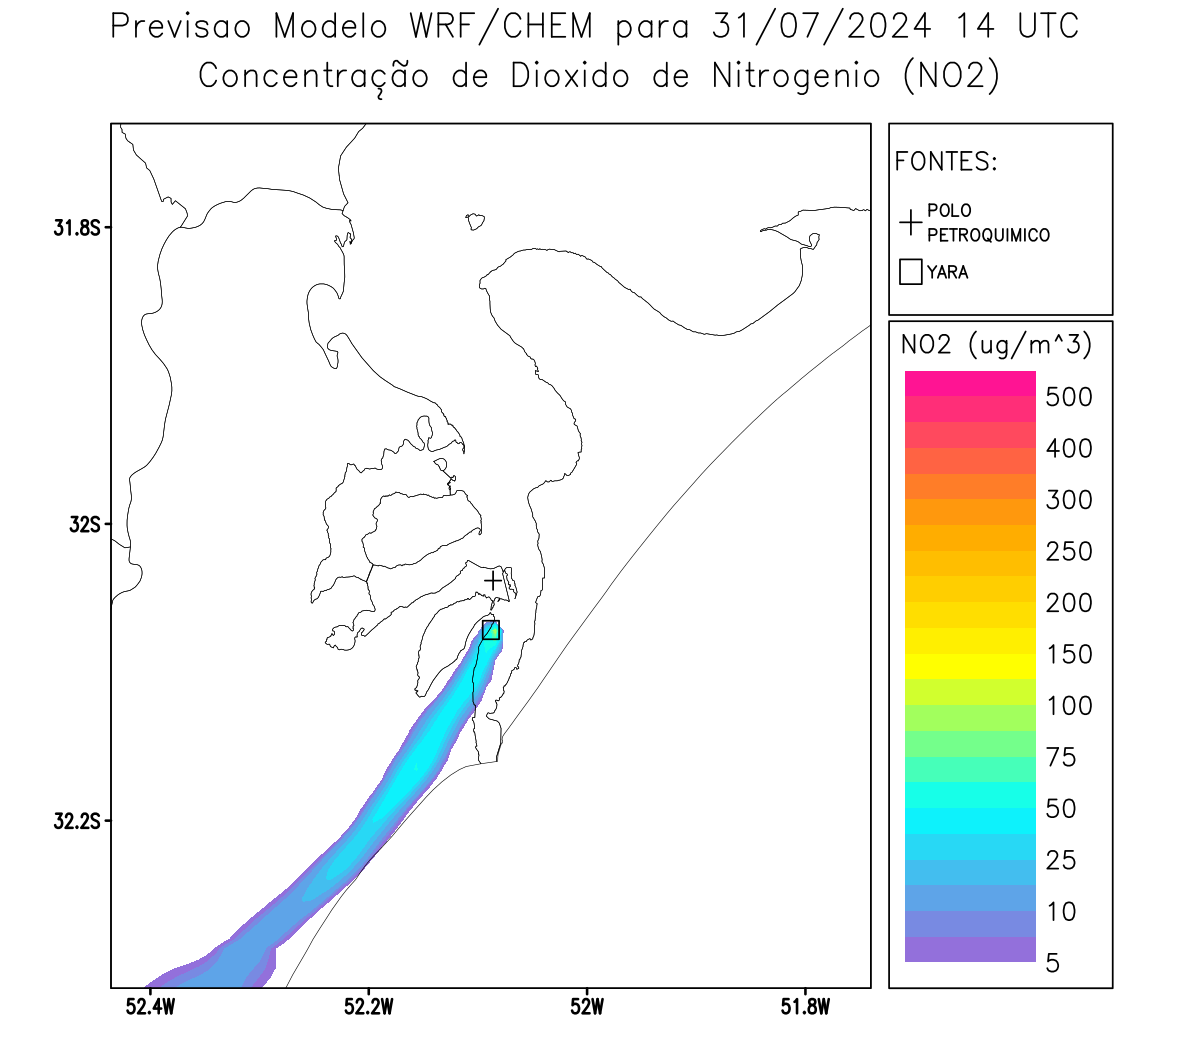 Previsao Modelo WRF/CHEM para 31/07/2024 14 UTC
Concentração de Dioxido de Nitrogenio (NO2)
FONTES:
POLO
PETROQUIMICO
YARA
NO2 (ug/m^3)
500
400
300
250
200
150
100
75
50
25
10
5
31.8S
32S
32.2S
52.4W
52.2W
52W
51.8W